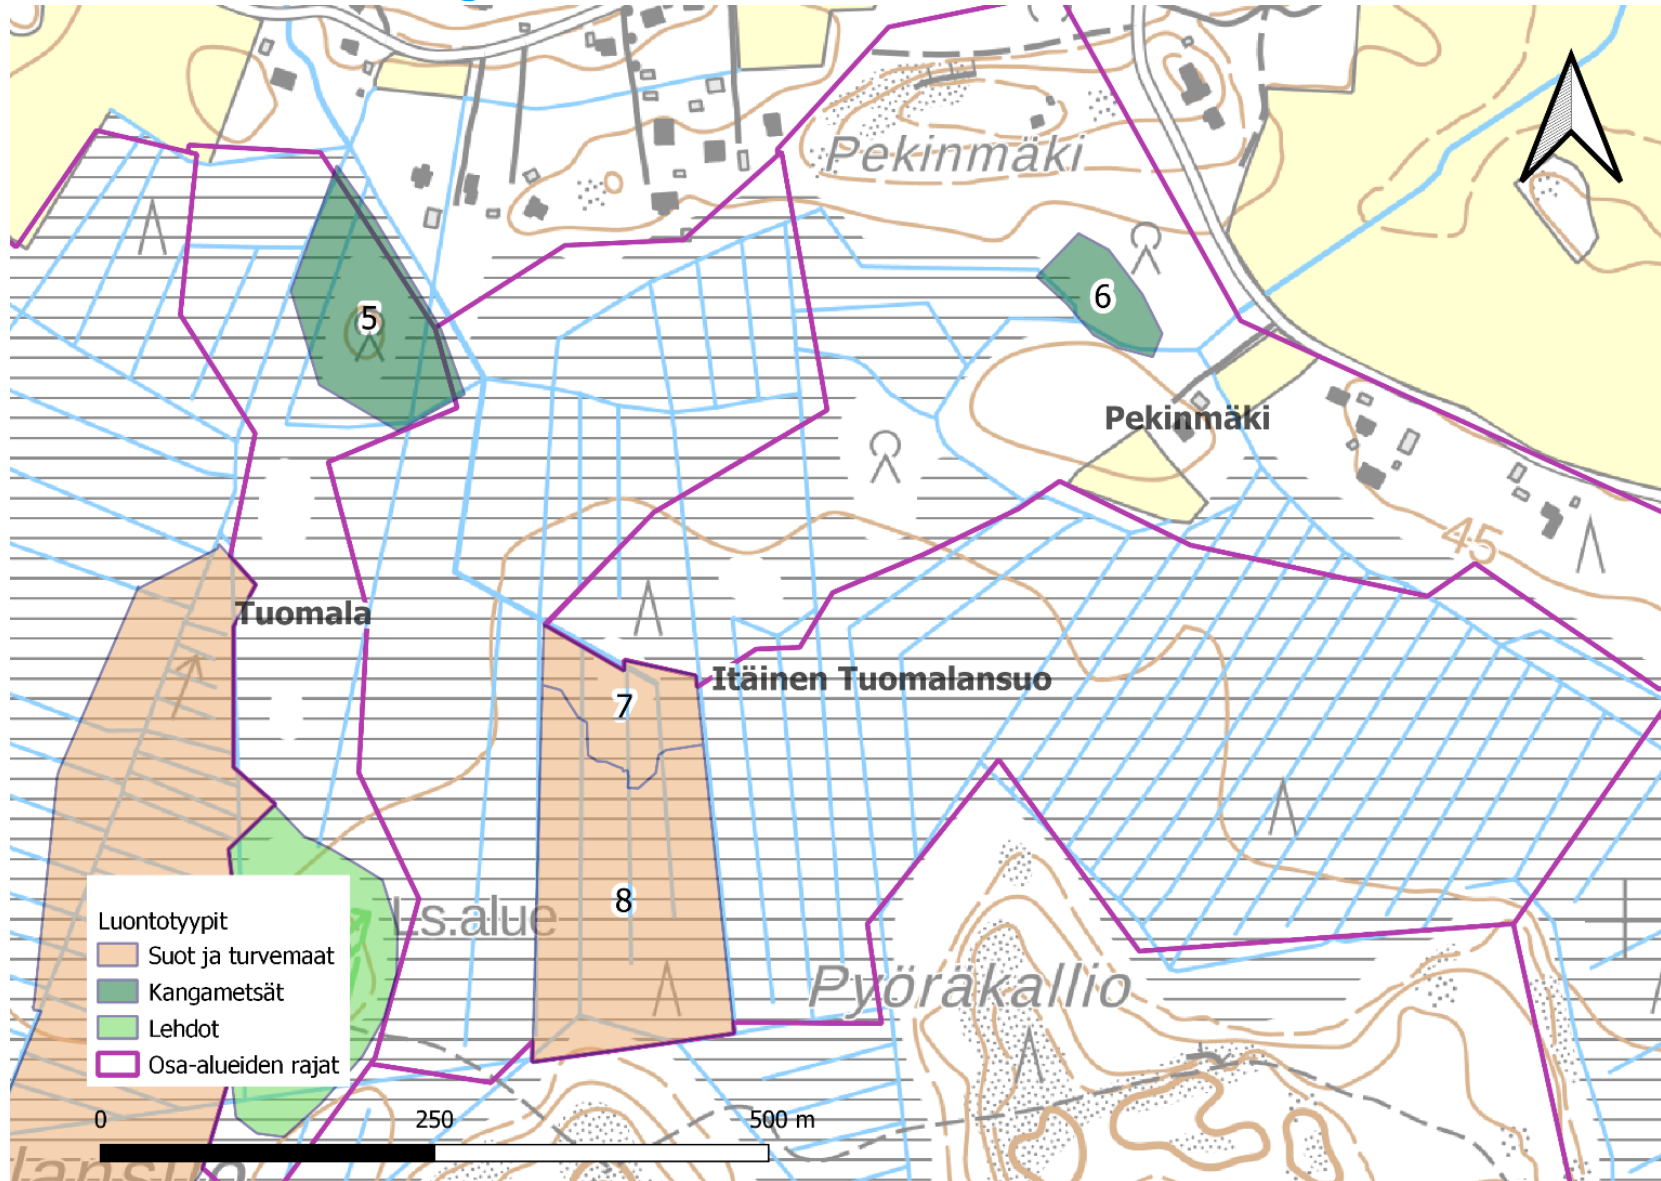 Pekinmäki
6
5
Pekinmäki
45
Tuomala
Itäinen Tuomalansuo
7
8
Ls.alue
Pyöräkallio
Luontotyypit
Suot ja turvemaat
Kangametsät
Lehdot
Osa-alueiden rajat
0 250 500 m